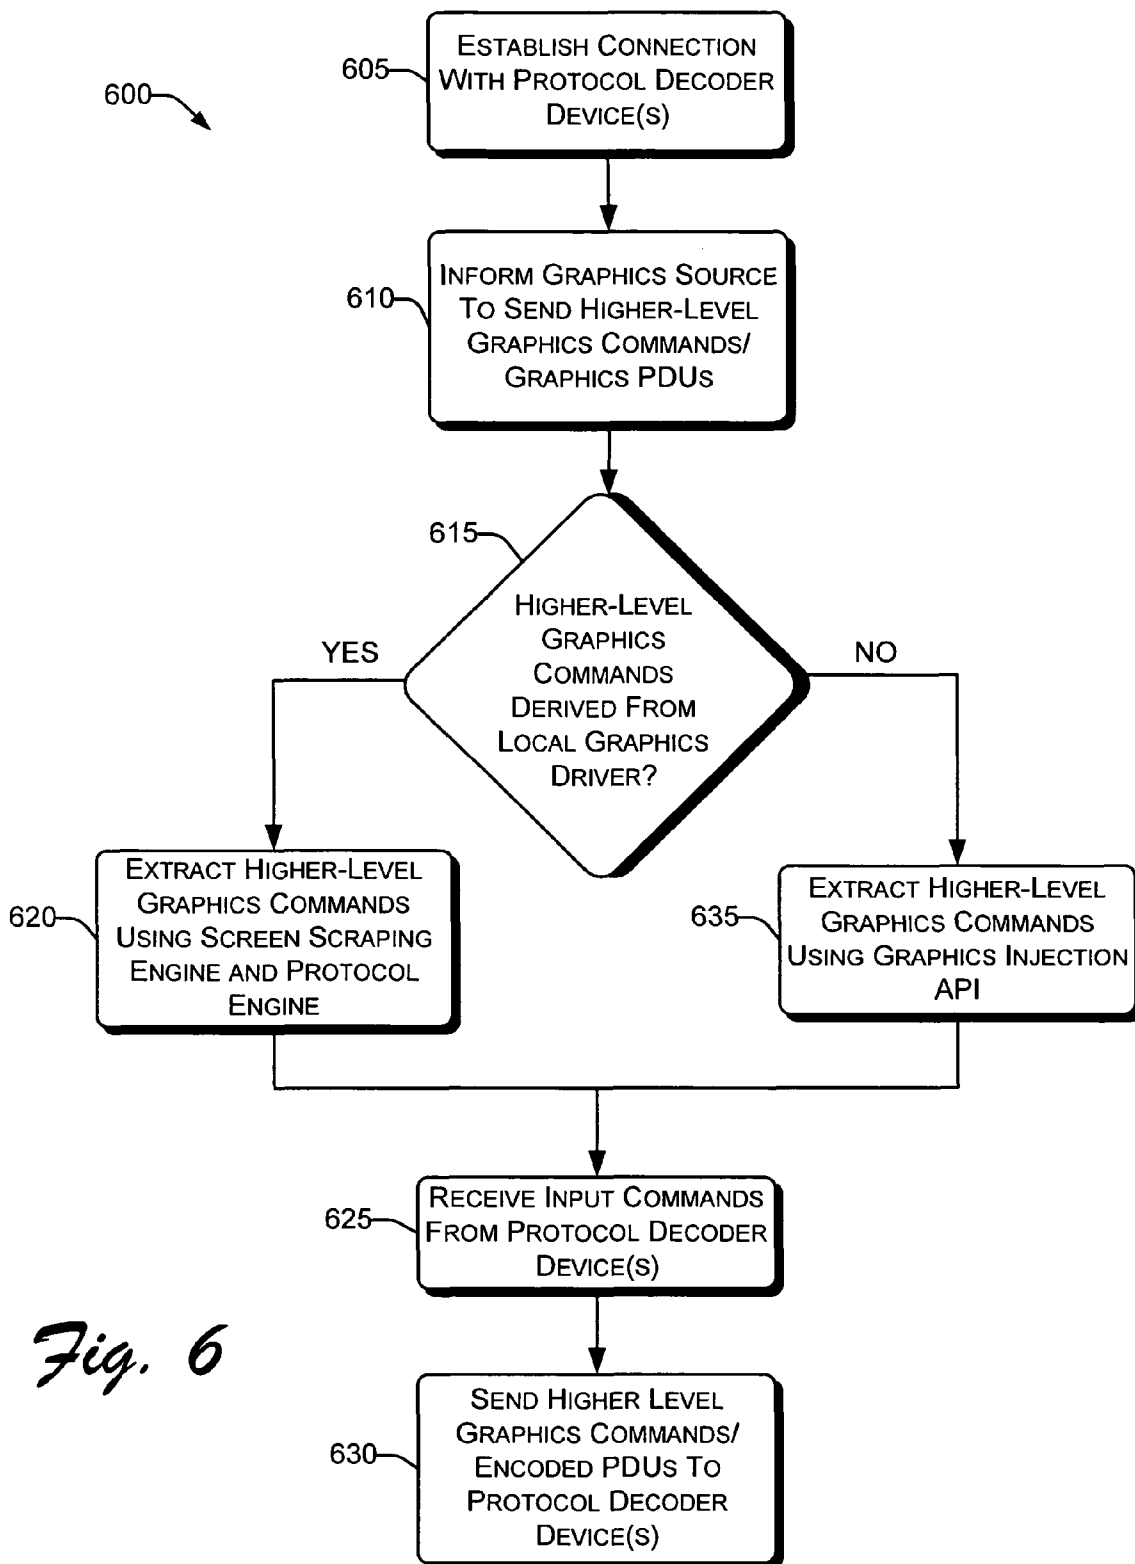 ESTABLISH CONNECTION
WITH PROTOCOL DECODER
DEVICE(S)
605
600
INFORM GRAPHICS SOURCE
TO SEND HIGHER-LEVEL
GRAPHICS COMMANDS/
GRAPHICS PDUS
610
615
HIGHER-LEVEL
GRAPHICS
COMMANDS
DERIVED FROM
LOCAL GRAPHICS
DRIVER?
YES
NO
EXTRACT HIGHER-LEVEL
GRAPHICS COMMANDS
USING SCREEN SCRAPING
ENGINE AND PROTOCOL
ENGINE
620
EXTRACT HIGHER-LEVEL
GRAPHICS COMMANDS
USING GRAPHICS INJECTION
API
635
RECEIVE INPUT COMMANDS
FROM PROTOCOL DECODER
DEVICE(S)
625
Fig. 6
SEND HIGHER LEVEL
GRAPHICS COMMANDS/
ENCODED PDUS TO
PROTOCOL DECODER
DEVICE(S)
630